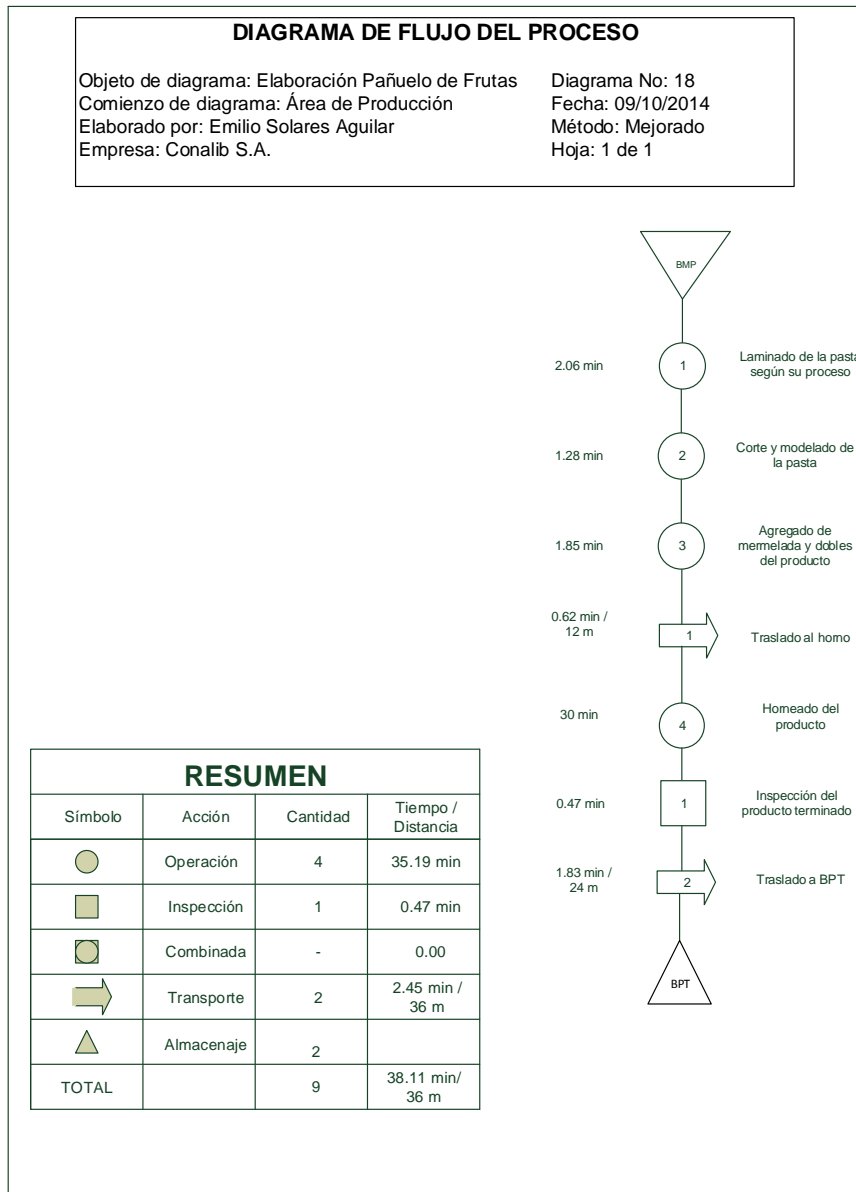 DIAGRAMA DE FLUJO DEL PROCESO
Objeto de diagrama: Elaboración Pañuelo de Frutas
Diagrama No: 18
Comienzo de diagrama: Área de Producción
Fecha: 09/10/2014
Elaborado por: Emilio Solares Aguilar
Método: Mejorado
Empresa: Conalib S.A.
Hoja: 1 de 1
BMP
2.06 min
1
Laminado de la pasta
según su proceso
1.28 min
2
Corte y modelado de
la pasta
1.85 min
3
Agregado de
mermelada y dobles
del producto
0.62 min /
12 m
1
Traslado al horno
30 min
4
Horneado del
producto
0.47 min
1
Inspección del
producto terminado
1.83 min /
24 m
2
Traslado a BPT
BPT
RESUMEN
Símbolo
Acción
Cantidad
Tiempo /
Distancia
Operación
4
35.19 min
Inspección
1
0.47 min
Combinada
-
0.00
Transporte
2
2.45 min /
36 m
Almacenaje
2
TOTAL
9
38.11 min/
36 m